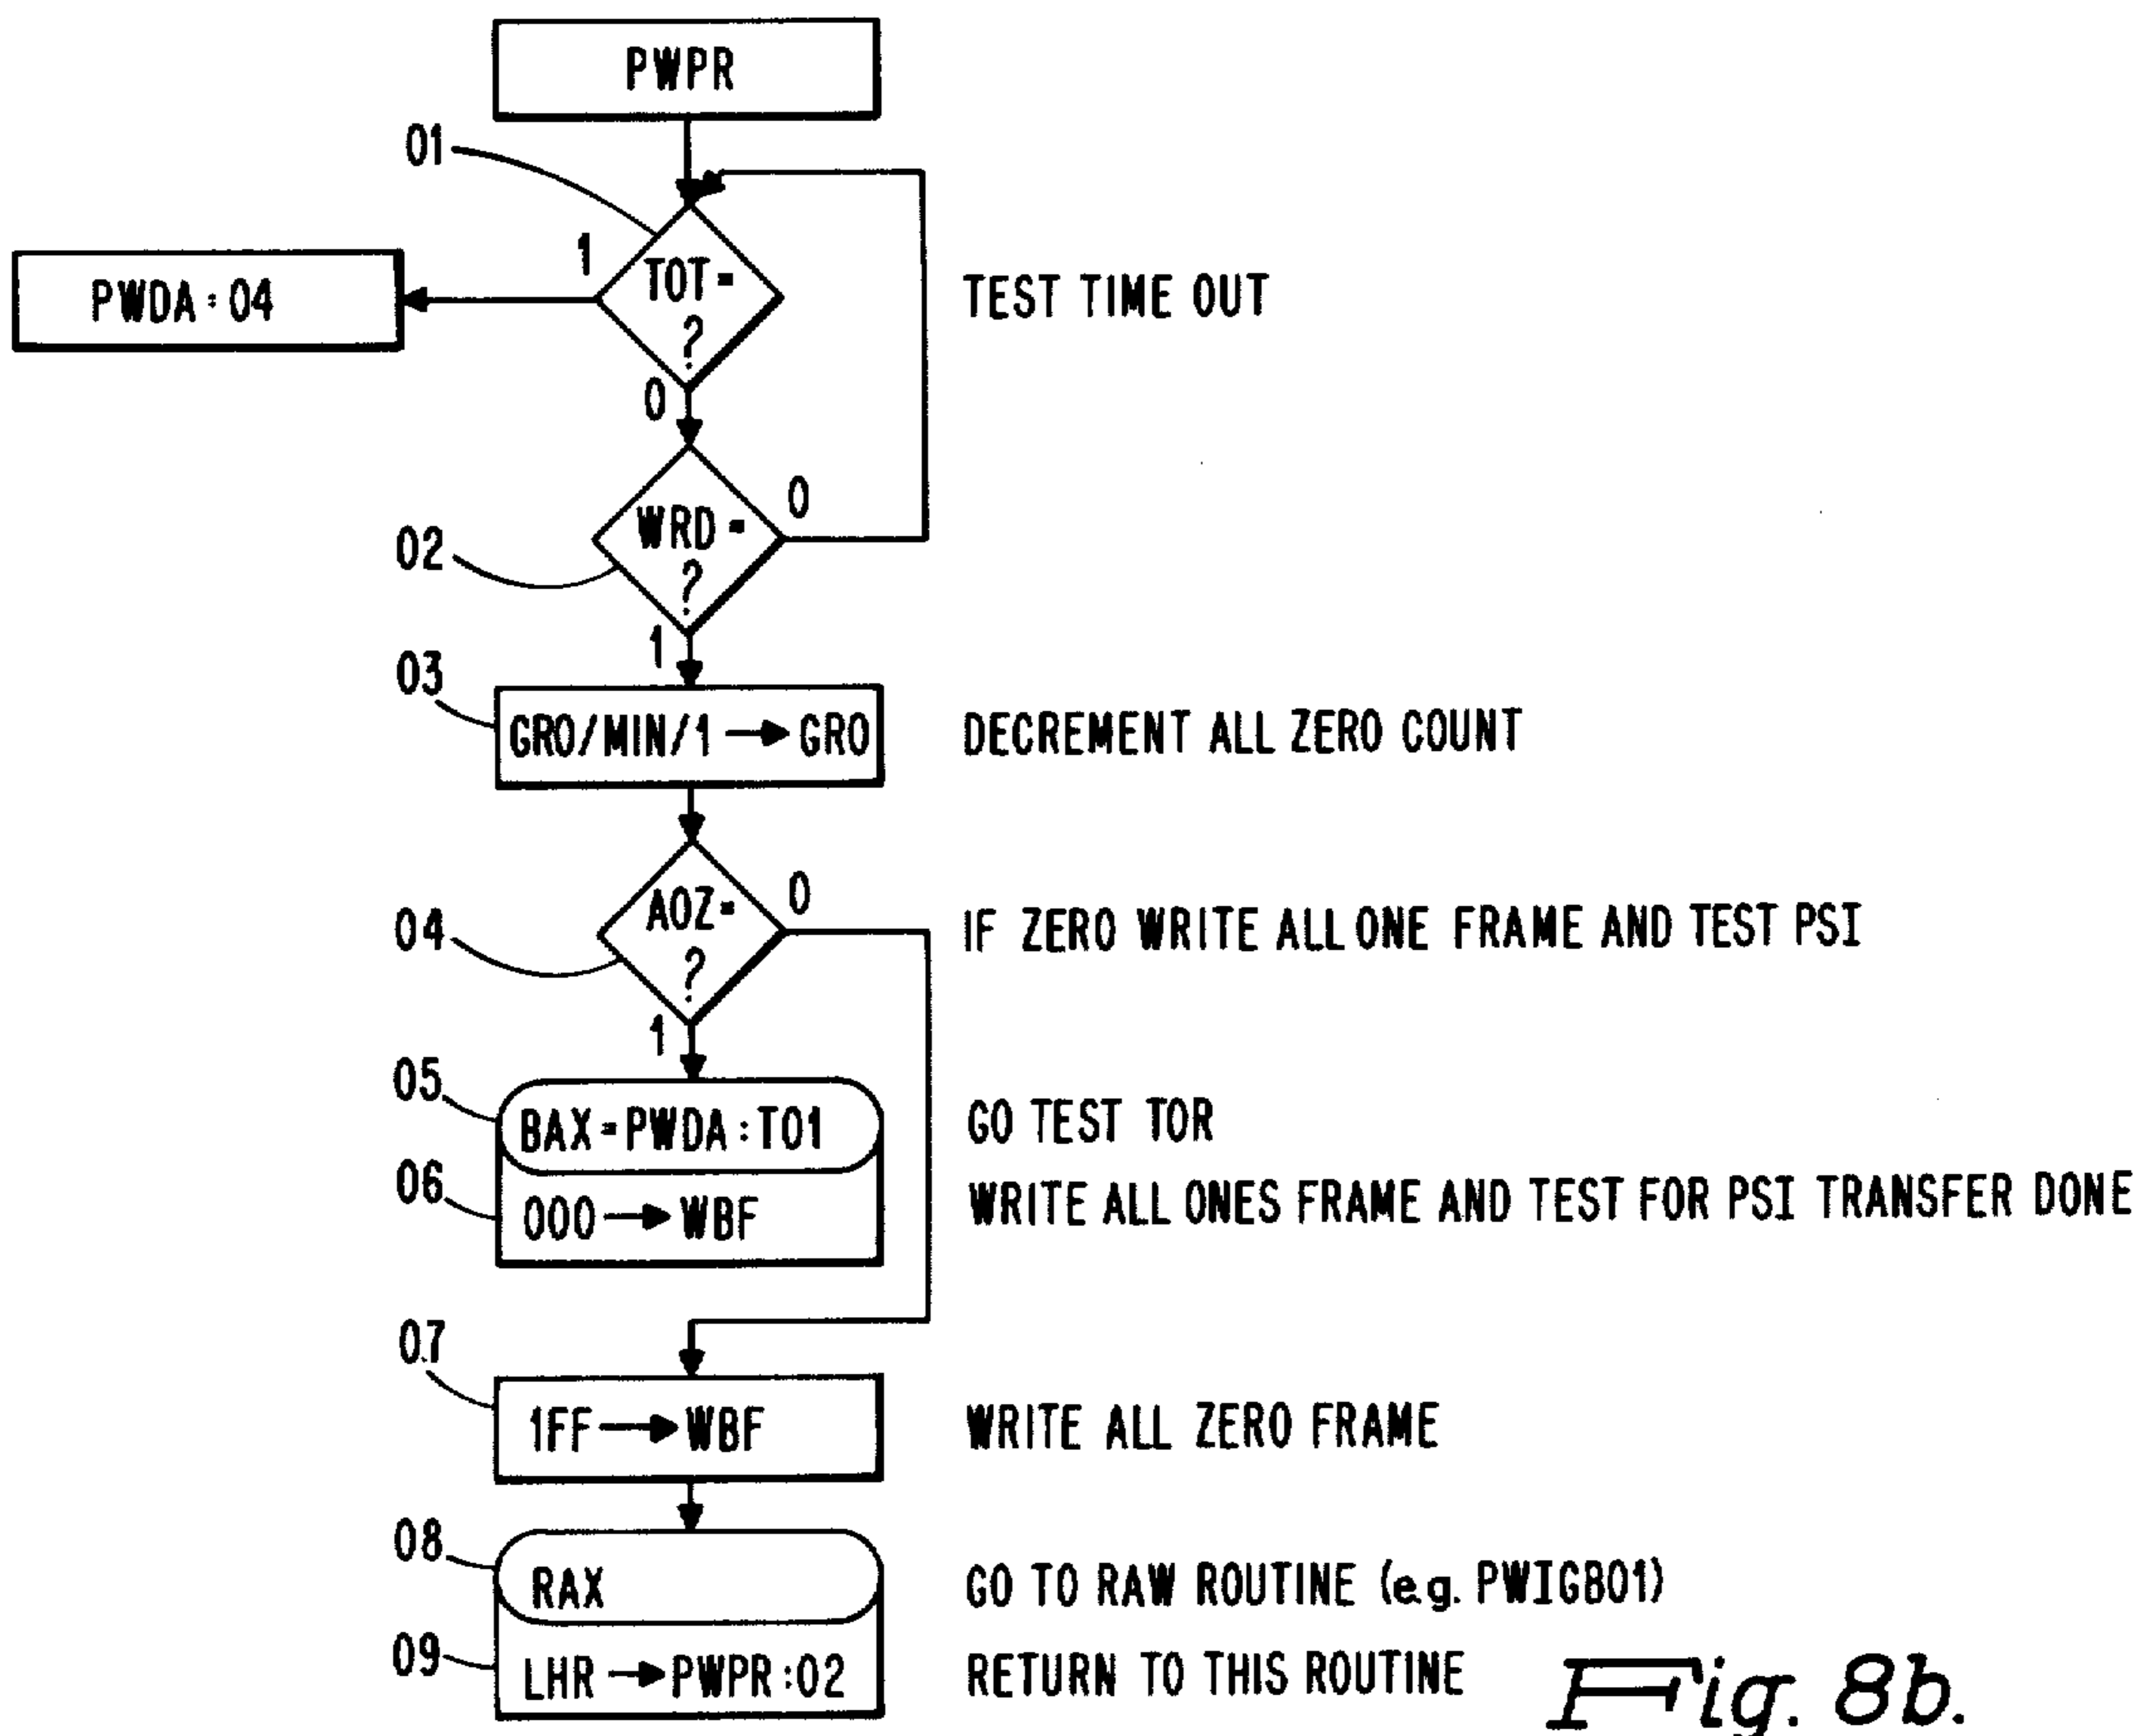 PWPR
01
1
TOT=
?
PWDA:04
TEST TIME OUT
0
WRD=
?
0
02
1
03
GRO/MIN/1→GRO
DECREMENT ALL ZERO COUNT
AOZ=
?
0
04
IF ZERO WRITE ALL ONE FRAME AND TEST PSI
1
05
BAX=PWDA:T01
GO TEST TOR
06
000→WBF
WRITE ALL ONES FRAME AND TEST FOR PSI TRANSFER DONE
07
1FF→WBF
WRITE ALL ZERO FRAME
08
RAX
GO TO RAW ROUTINE (e.g. PWIGB01)
09
LHR→PWPR:02
RETURN TO THIS ROUTINE
Fig. 8b.